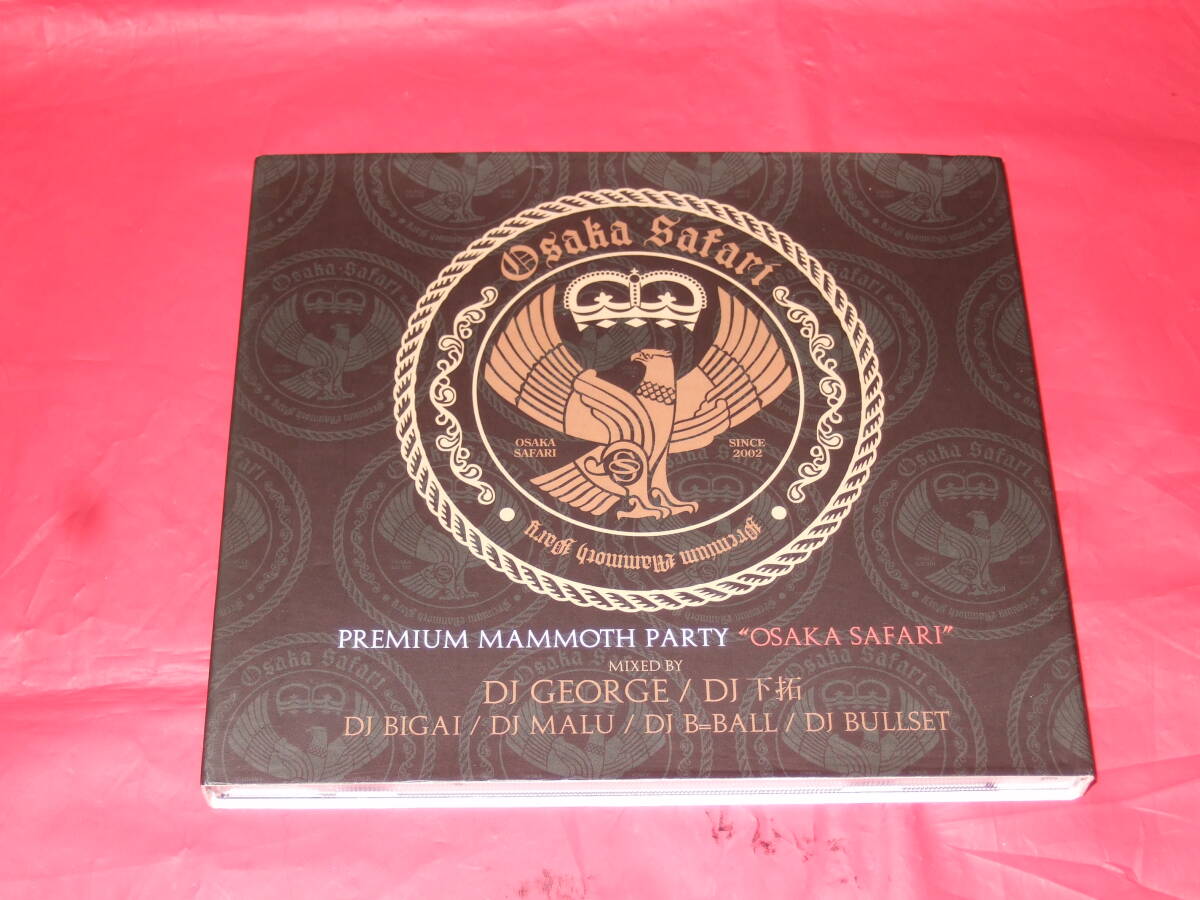 Osaka Safari
OSAKA
SAFARI
SINCE
2002
Premium Mammoth Pary
PREMIUM MAMMOTH PARTY “OSAKA SAFARI”
MIXED BY
DJ GEORGE / DJ 下拓
DJ BIGAI / DJ MALU / DJ B=BALL / DJ BULLSET